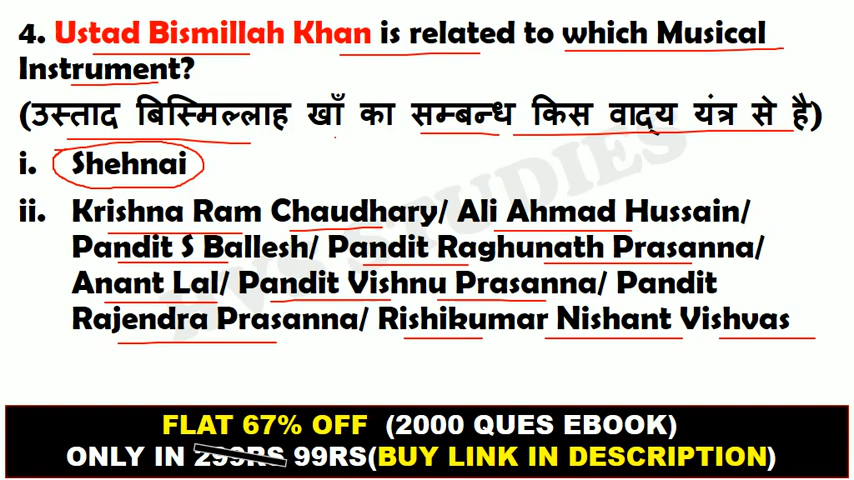 4. Ustad Bismillah Khan is related to which Musical
Instrument?
(उस्ताद बिस्मिल्लाह खाँ का सम्बन्ध किस वाद्य यंत्र से है)
i. Shehnai
ii. Krishna Ram Chaudhary/ Ali Ahmad Hussain/
Pandit S Ballesh/ Pandit Raghunath Prasanna/
Anant Lal/ Pandit Vishnu Prasanna/ Pandit
Rajendra Prasanna/ Rishikumar Nishant Vishvas
FLAT 67% OFF (2000 QUES EBOOK)
ONLY IN 299RS 99RS(BUY LINK IN DESCRIPTION)